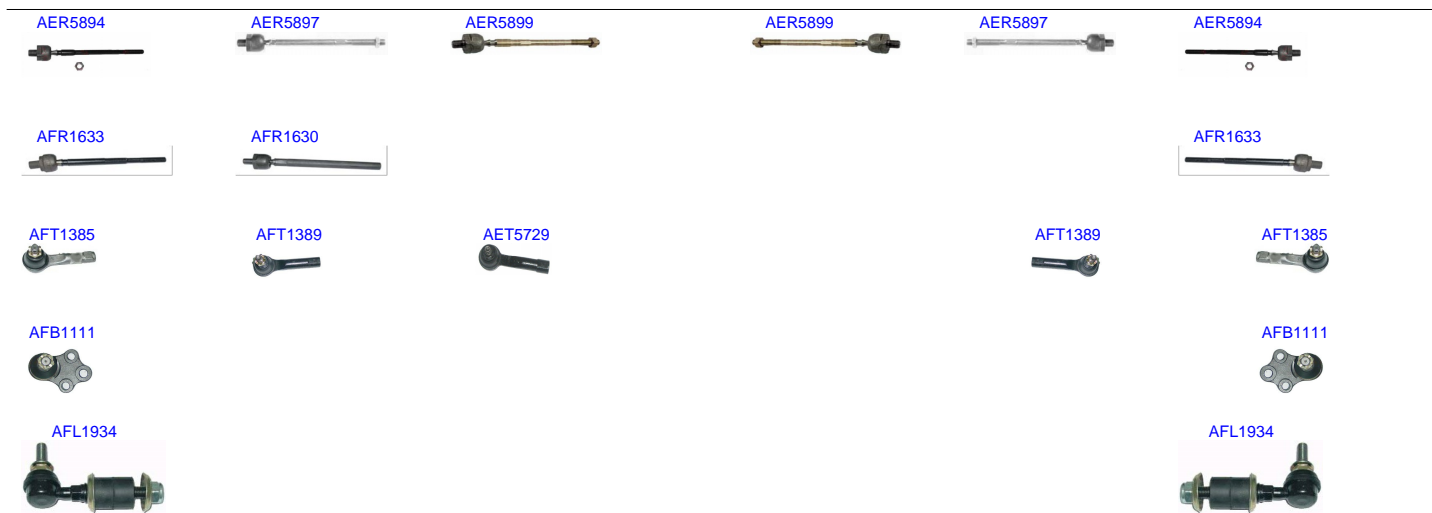 AER5894 AER5897 AER5899 AER5899 AER5897 AER5894
AFR1633 AFR1630 AFR1633
AFT1385 AFT1389 AET5729 AFT1389 AFT1385
AFB1111 AFB1111
AFL1934 AFL1934